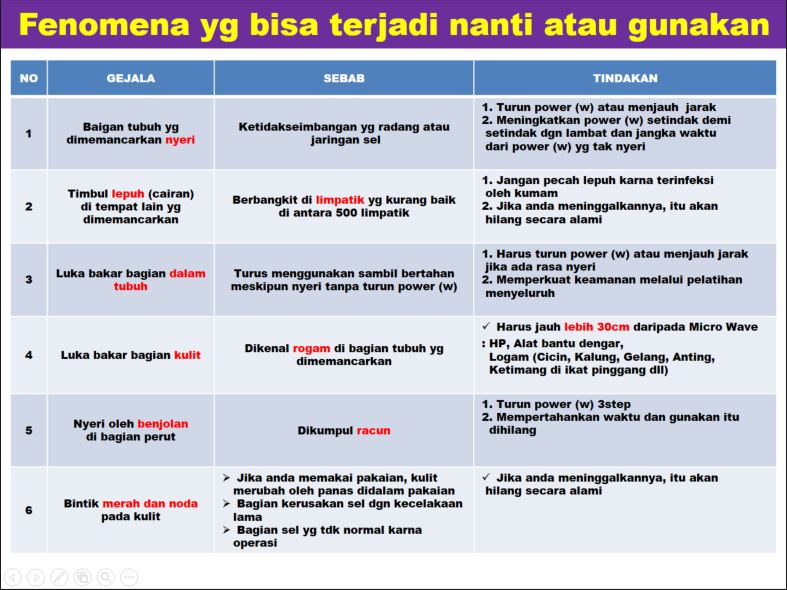 Fenomena yg bisa terjadi nanti atau gunakan
NO
GEJALA
SEBAB
TINDAKAN
1
Baigan tubuh yg
dimemancarkan nyeri
Ketidakseimbangan yg radang atau
jaringan sel
1. Turun power (w) atau menjauh jarak
2. Meningkatkan power (w) setindak demi
setindak dgn lambat dan jangka waktu
dari power (w) yg tak nyeri
2
Timbul lepuh (cairan)
di tempat lain yg
dimemancarkan
Berbangkit di limpatik yg kurang baik
di antara 500 limpatik
1. Jangan pecah lepuh karna terinfeksi
oleh kumam
2. Jika anda meninggalkannya, itu akan
hilang secara alami
3
Luka bakar bagian dalam
tubuh
Turus menggunakan sambil bertahan
meskipun nyeri tanpa turun power (w)
1. Harus turun power (w) atau menjauh jarak
jika ada rasa nyeri
2. Memperkuat keamanan melalui pelatihan
menyeluruh
4
Luka bakar bagian kulit
Dikenal rogam di bagian tubuh yg
dimemancarkan
✓ Harus jauh lebih 30cm daripada Micro Wave
: HP, Alat bantu dengar,
Logam (Cicin, Kalung, Gelang, Anting,
Ketimang di ikat pinggang dll)
5
Nyeri oleh benjolan
di bagian perut
Dikumpul racun
1. Turun power (w) 3step
2. Mempertahankan waktu dan gunakan itu
dihilang
6
Bintik merah dan noda
pada kulit
➢ Jika anda memakai pakaian, kulit
merubah oleh panas didalam pakaian
➢ Bagian kerusakan sel dgn kecelakaan
lama
➢ Bagian sel yg tdk normal karna
operasi
✓ Jika anda meninggalkannya, itu akan
hilang secara alami